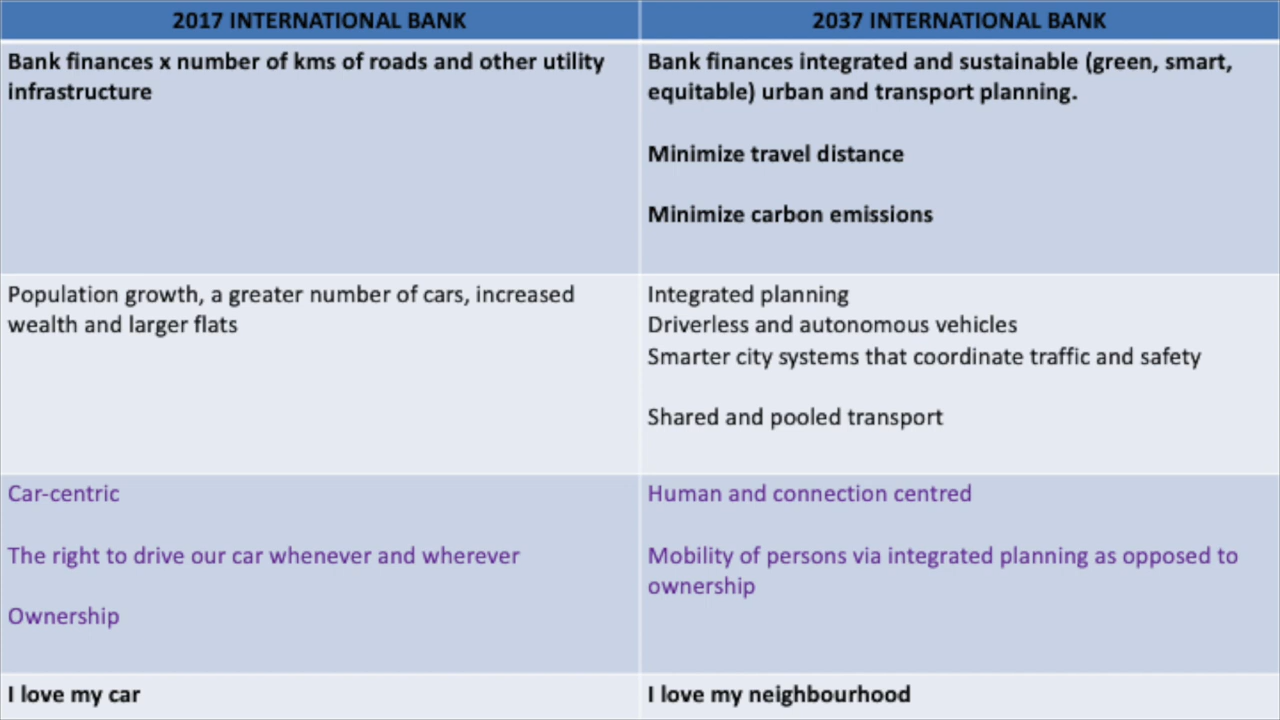 2017 INTERNATIONAL BANK
2037 INTERNATIONAL BANK
Bank finances x number of kms of roads and other utility
infrastructure
Bank finances integrated and sustainable (green, smart,
equitable) urban and transport planning.
Minimize travel distance
Minimize carbon emissions
Population growth, a greater number of cars, increased
wealth and larger flats
Integrated planning
Driverless and autonomous vehicles
Smarter city systems that coordinate traffic and safety
Shared and pooled transport
Car-centric
The right to drive our car whenever and wherever
Ownership
Human and connection centred
Mobility of persons via integrated planning as opposed to
ownership
I love my car
I love my neighbourhood